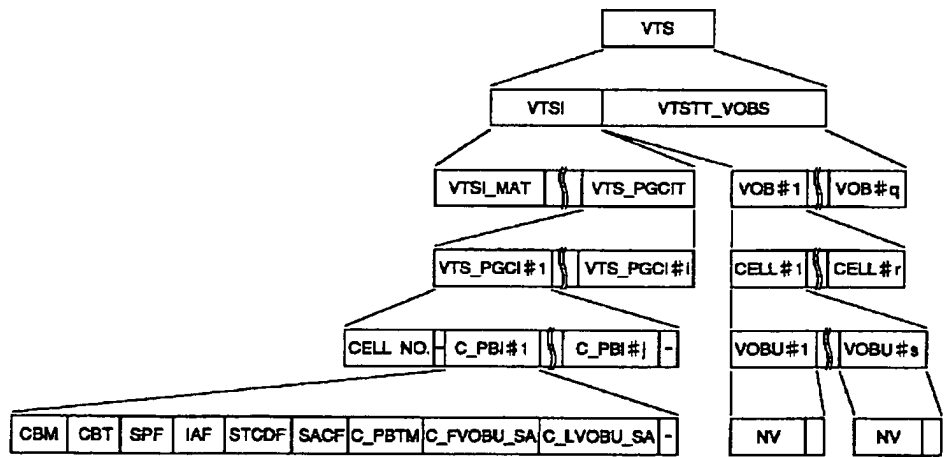 VTS
VTSI VTSTT_VOBS
VTSI_MAT VTS_PGCIT VOB#1 VOB#q
VTS_PGCI#1 VTS_PGCI#i CELL#1 CELL#r
CELL NO. - C_PBI#1 C_PBI#j - VOBU#1 VOBU#s
CBM CBT SPF IAF STCDF SACF C_PBTM C_FVOBU_SA C_LVOBU_SA - NV NV